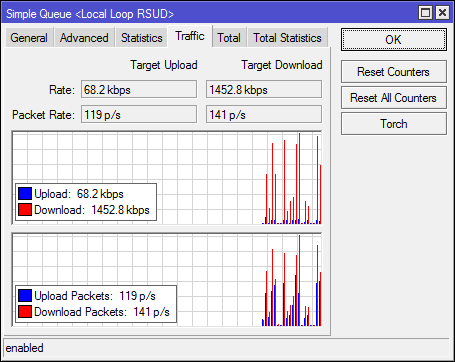 Simple Queue <Local Loop RSUD>
General Advanced Statistics Traffic Total Total Statistics
Target Upload Target Download
Rate: 68.2 kbps 1452.8 kbps
Packet Rate: 119 p/s 141 p/s
Upload: 68.2 kbps
Download: 1452.8 kbps
Upload Packets: 119 p/s
Download Packets: 141 p/s
OK
Reset Counters
Reset All Counters
Torch
enabled